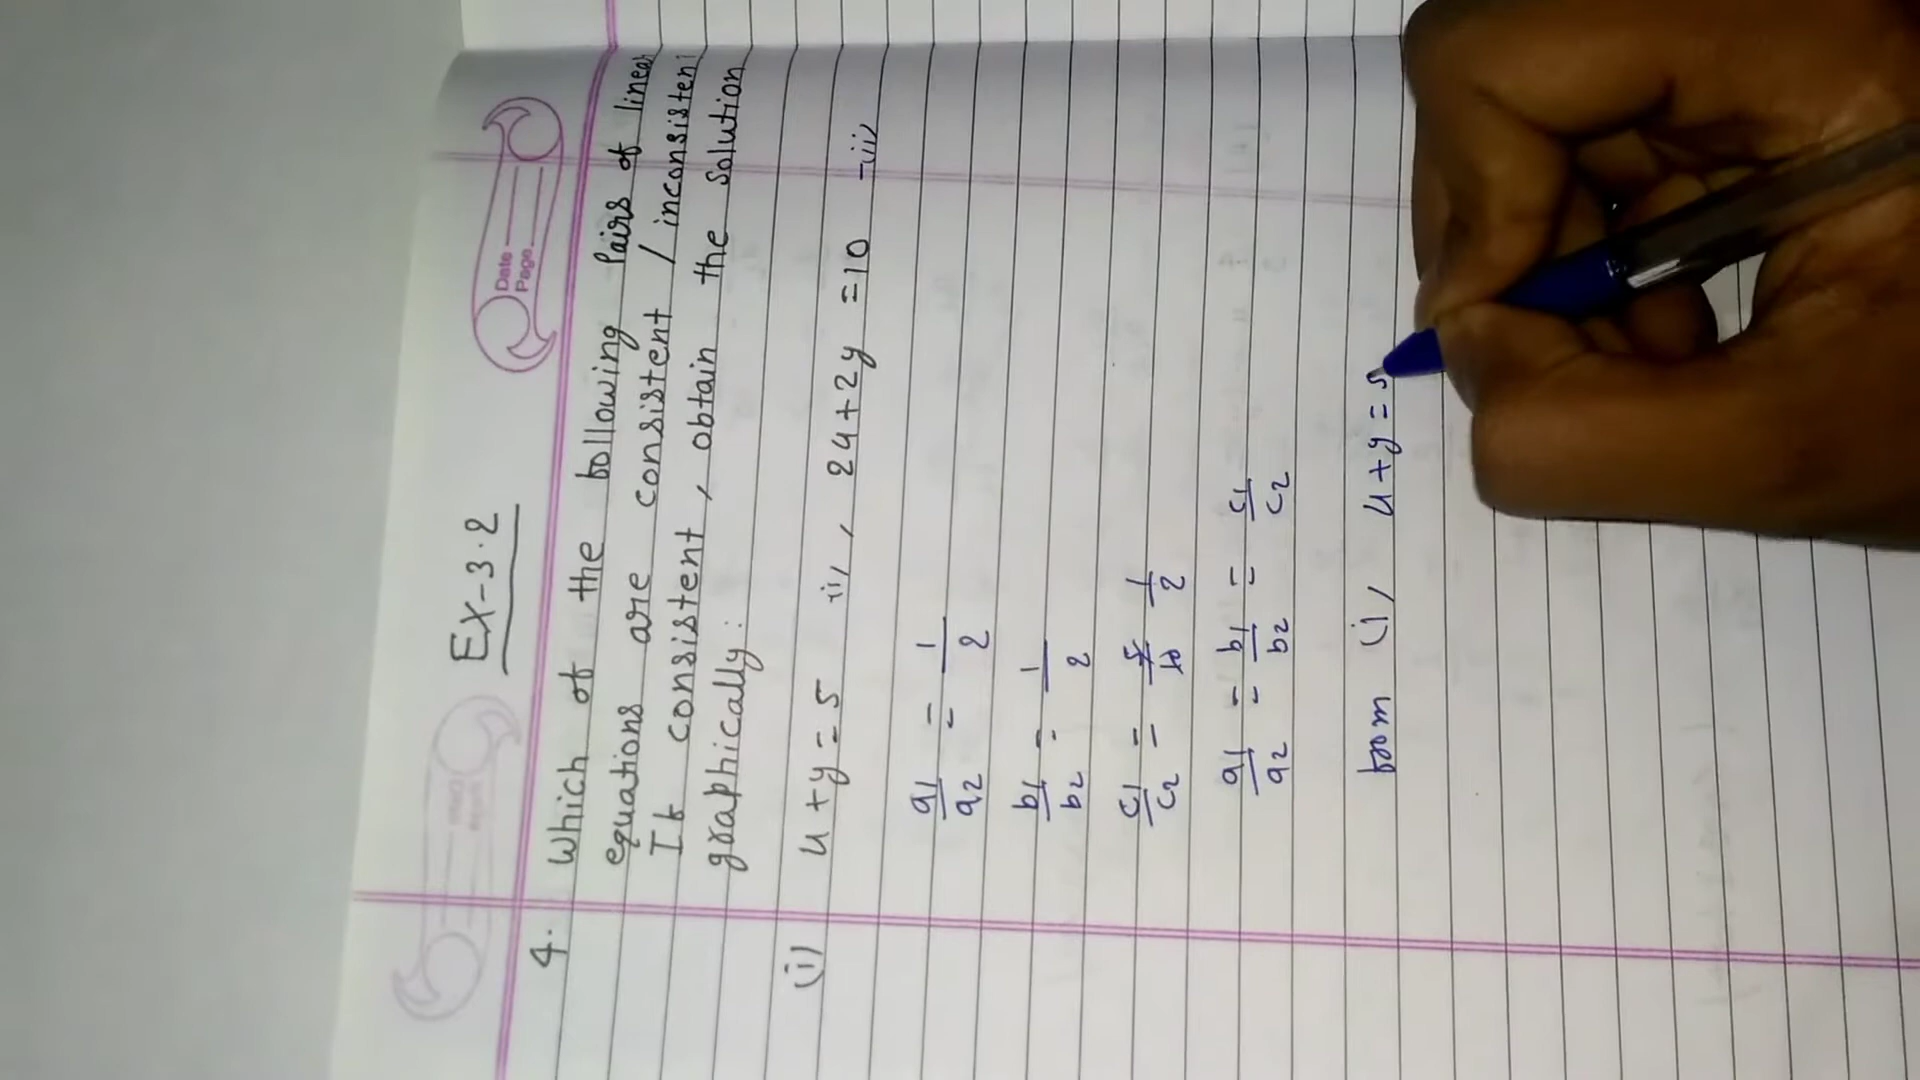 Date
Page
EX-3.2
4. Which of the following Pairs of linear
equations are consistent / inconsistent
If consistent, obtain the solution
graphically:
(i) x+y=5 -(i), 2x+2y=10 -(ii)
a1/a2 = 1/2
b1/b2 = 1/2
c1/c2 = 5/10 1/2
a1/a2 = b1/b2 = c1/c2
from (i), x+y=5